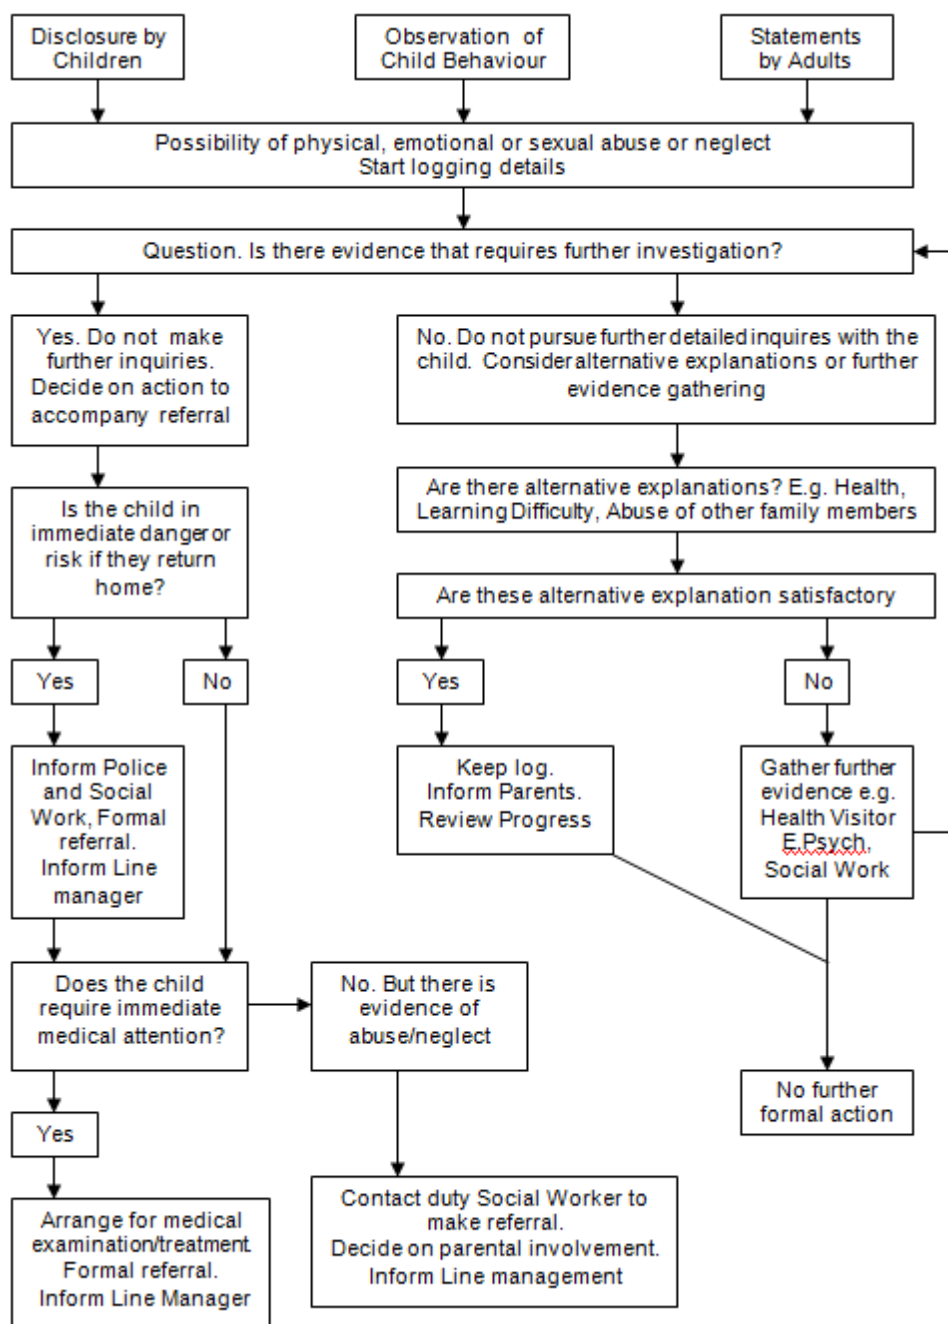 Disclosure by
Children
Observation of
Child Behaviour
Statements
by Adults
Possibility of physical, emotional or sexual abuse or neglect
Start logging details
Question. Is there evidence that requires further investigation?
Yes. Do not make
further inquiries.
Decide on action to
accompany referral
No. Do not pursue further detailed inquires with the
child. Consider alternative explanations or further
evidence gathering
Are there alternative explanations? E.g. Health,
Learning Difficulty, Abuse of other family members
Is the child in
immediate danger or
risk if they return
home?
Are these alternative explanation satisfactory
Yes
No
Yes
No
Inform Police
and Social
Work, Formal
referral.
Inform Line
manager
Keep log.
Inform Parents.
Review Progress
Gather further
evidence e.g.
Health Visitor
E.Psych,
Social Work
Does the child
require immediate
medical attention?
No. But there is
evidence of
abuse/neglect
No further
formal action
Yes
Arrange for medical
examination/treatment.
Formal referral.
Inform Line Manager
Contact duty Social Worker to
make referral.
Decide on parental involvement.
Inform Line management